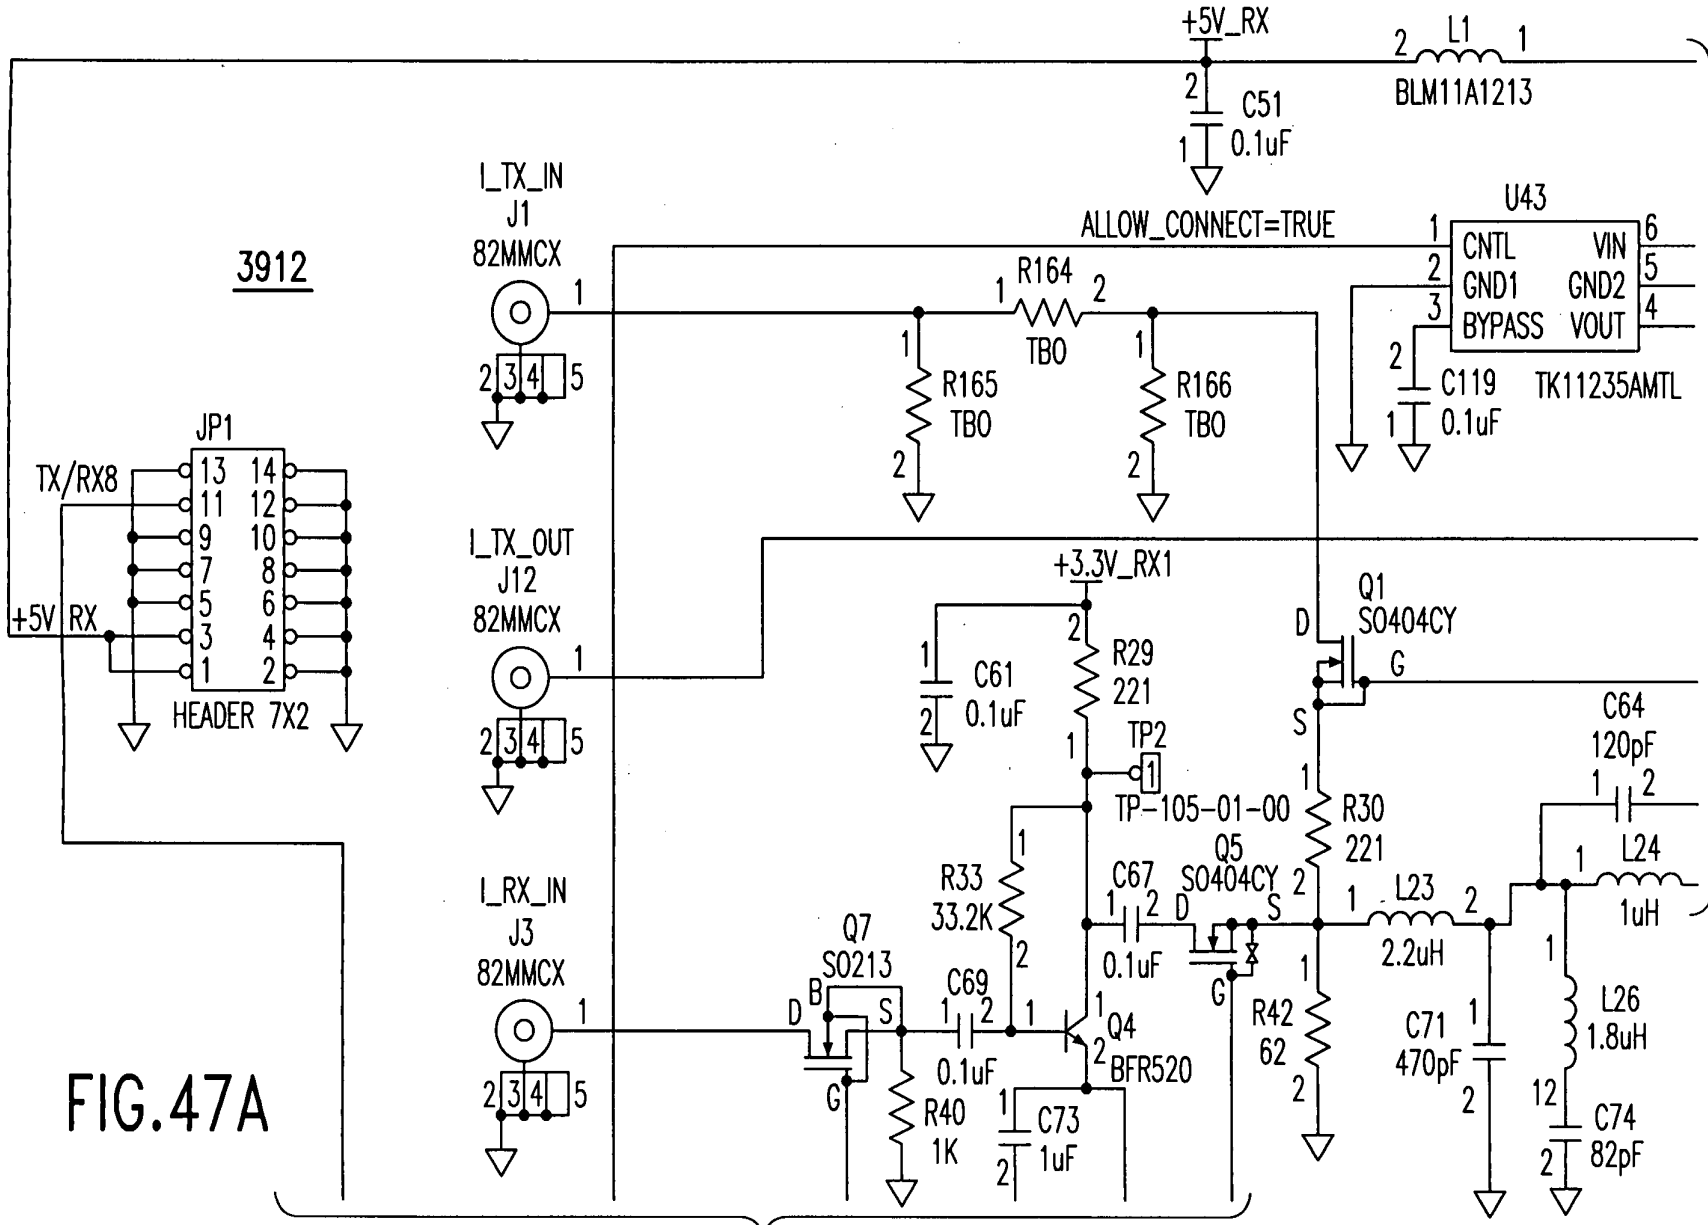 +5V_RX
2 L1 1
BLM11A1213
2 C51
1 0.1uF
I_TX_IN
J1
82MMCX
1
2 3 4 5
3912
ALLOW_CONNECT=TRUE
U43
1 CNTL VIN 6
2 GND1 GND2 5
3 BYPASS VOUT 4
TK11235AMTL
2 C119
1 0.1uF
1 R164 2
TBO
1 R165
TBO
2
1 R166
TBO
2
JP1
TX/RX8
13 14
11 12
9 10
7 8
5 6
3 4
1 2
+5V RX
HEADER 7X2
I_TX_OUT
J12
82MMCX
1
2 3 4 5
+3.3V_RX1
1 C61
2 0.1uF
2 R29
221
1
TP2
1
TP-105-01-00
Q1
SO404CY
D
G
S
1 R30
221
2
C64
120pF
1 2
1 L24
1uH
I_RX_IN
J3
82MMCX
1
2 3 4 5
Q7
SO213
D B S
G
1
R33
33.2K
2
C67
1 2
0.1uF
Q5
SO404CY
D S
G
1 L23 2
2.2uH
C69
1 2
0.1uF
1
1
Q4
2
BFR520
R40
1K
1 C73
2 1uF
1
R42
62
2
1
C71
470pF
2
1
L26
1.8uH
12
C74
2 82pF
FIG.47A